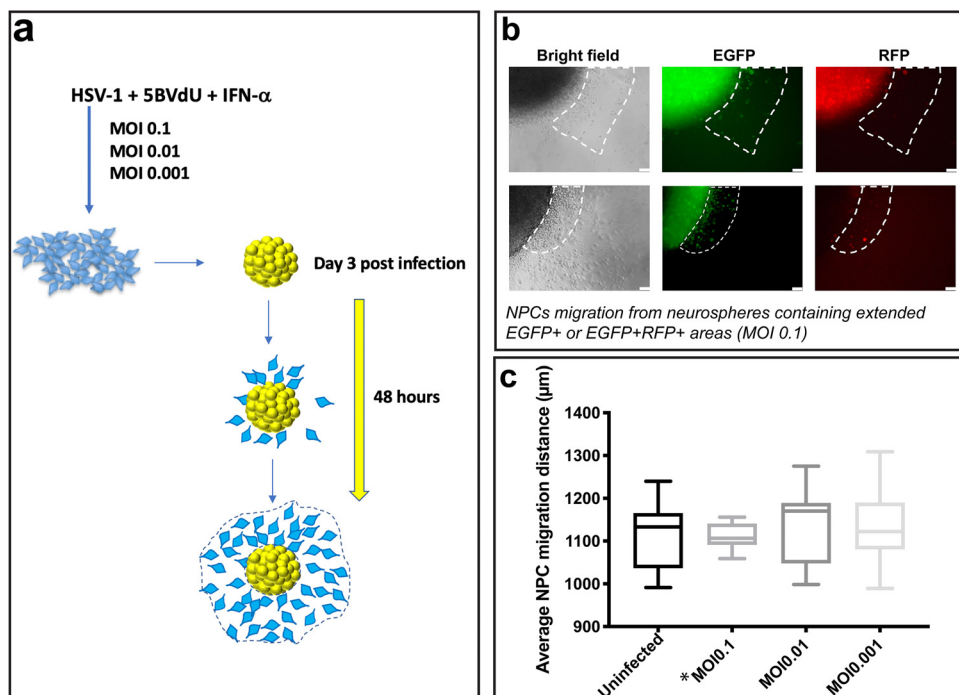 a
HSV-1 + 5BVdU + IFN-α
MOI 0.1
MOI 0.01
MOI 0.001
Day 3 post infection
48 hours
b
Bright field EGFP RFP
NPCs migration from neurospheres containing extended
EGFP+ or EGFP+RFP+ areas (MOI 0.1)
c
Average NPC migration distance (µm)
1400
1300
1200
1100
1000
900
Uninfected
* MOI0.1
MOI0.01
MOI0.001